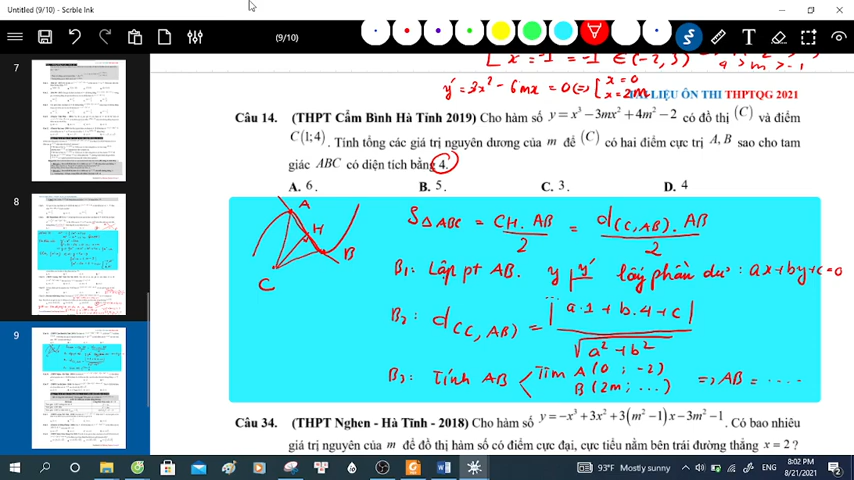 Untitled (9/10) - Scrble Ink
(9/10)
7
8
9
y' = 3x² - 6mx = 0 (=) [ x = 0
x = 2m
LIỆU ÔN THI THPTQG 2021
Câu 14. (THPT Cẩm Bình Hà Tỉnh 2019) Cho hàm số y = x³ − 3mx² + 4m² − 2 có đồ thị (C) và điểm
C(1;4). Tính tổng các giá trị nguyên dương của m để (C) có hai điểm cực trị A, B sao cho tam
giác ABC có diện tích bằng 4.
A. 6. B. 5. C. 3. D. 4
A
H
B
C
SΔABC = CH.AB/2 = d(C,AB).AB/2
B1: Lập pt AB. y | y' lấy phần dư: ax+by+c=0
B2: d(C,AB) = |a.1 + b.4 + c| / √a² + b²
B3: Tính AB < Tìm A(0; -2)
B(2m; ...) => AB = .....
Câu 34. (THPT Nghen - Hà Tĩnh - 2018) Cho hàm số y = −x³ + 3x² + 3(m² − 1)x − 3m² − 1. Có bao nhiêu
giá trị nguyên của m để đồ thị hàm số có điểm cực đại, cực tiểu nằm bên trái đường thẳng x = 2?
93°F Mostly sunny
8:02 PM
8/21/2021